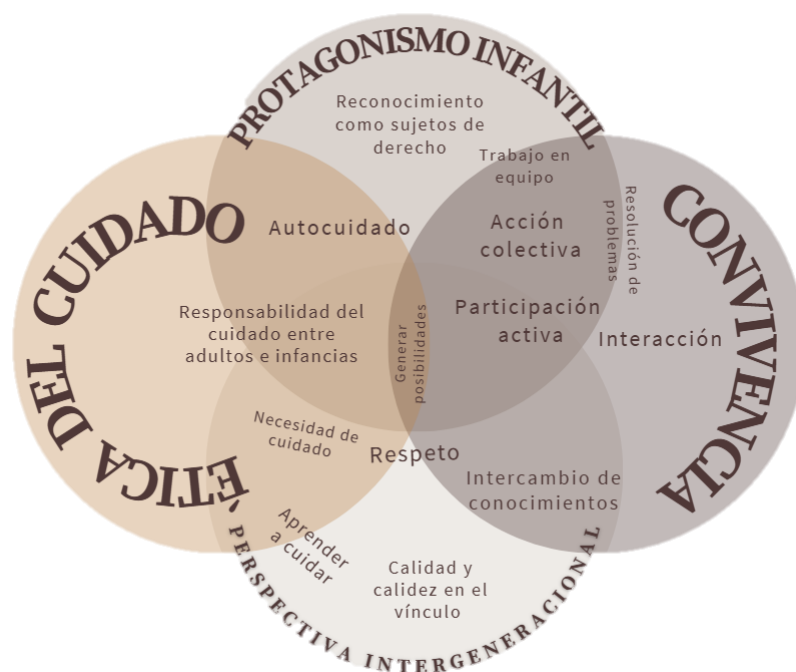 PROTAGONISMO INFANTIL
Reconocimiento
como sujetos de
derecho
Trabajo en
equipo
Resolución de
problemas
ÈTICA DEL CUIDADO
Autocuidado
Acción
colectiva
CONVIVENCIA
Responsabilidad del
cuidado entre
adultos e infancias
Generar
posibilidades
Participación
activa
Interacción
Necesidad de
cuidado
Respeto
Intercambio de
conocimientos
Aprender
a cuidar
Calidad y
calidez en el
vínculo
PERSPECTIVA INTERGENERACIONAL